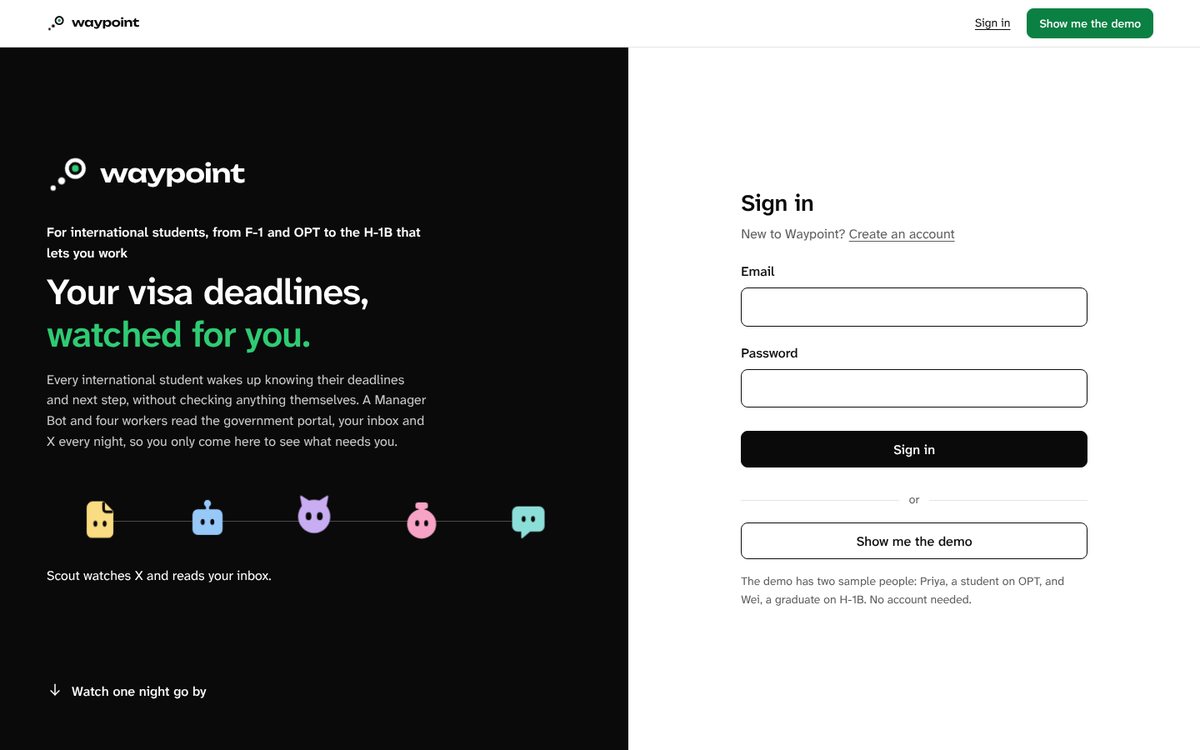 waypoint
Sign in
Show me the demo
waypoint
For international students, from F-1 and OPT to the H-1B that
lets you work
Your visa deadlines,
watched for you.
Every international student wakes up knowing their deadlines
and next step, without checking anything themselves. A Manager
Bot and four workers read the government portal, your inbox and
X every night, so you only come here to see what needs you.
Scout watches X and reads your inbox.
Watch one night go by
Sign in
New to Waypoint? Create an account
Email
Password
Sign in
or
Show me the demo
The demo has two sample people: Priya, a student on OPT, and
Wei, a graduate on H-1B. No account needed.